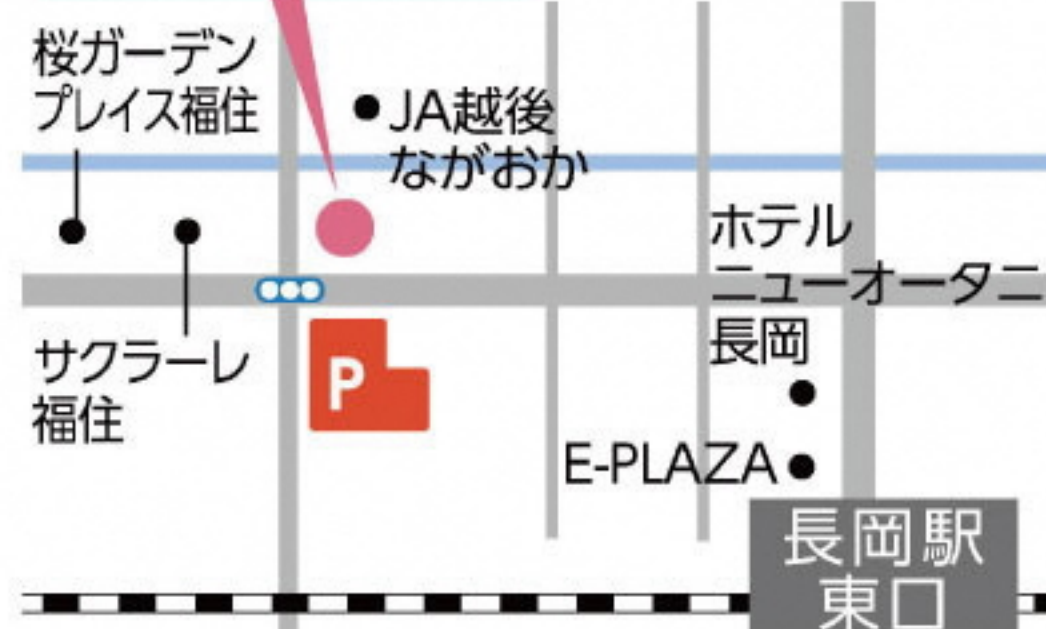 桜ガーデン
プレイス福住
JA越後
ながおか
ホテル
ニューオータニ
長岡
サクラーレ
福住
P
E-PLAZA
長岡駅
東口